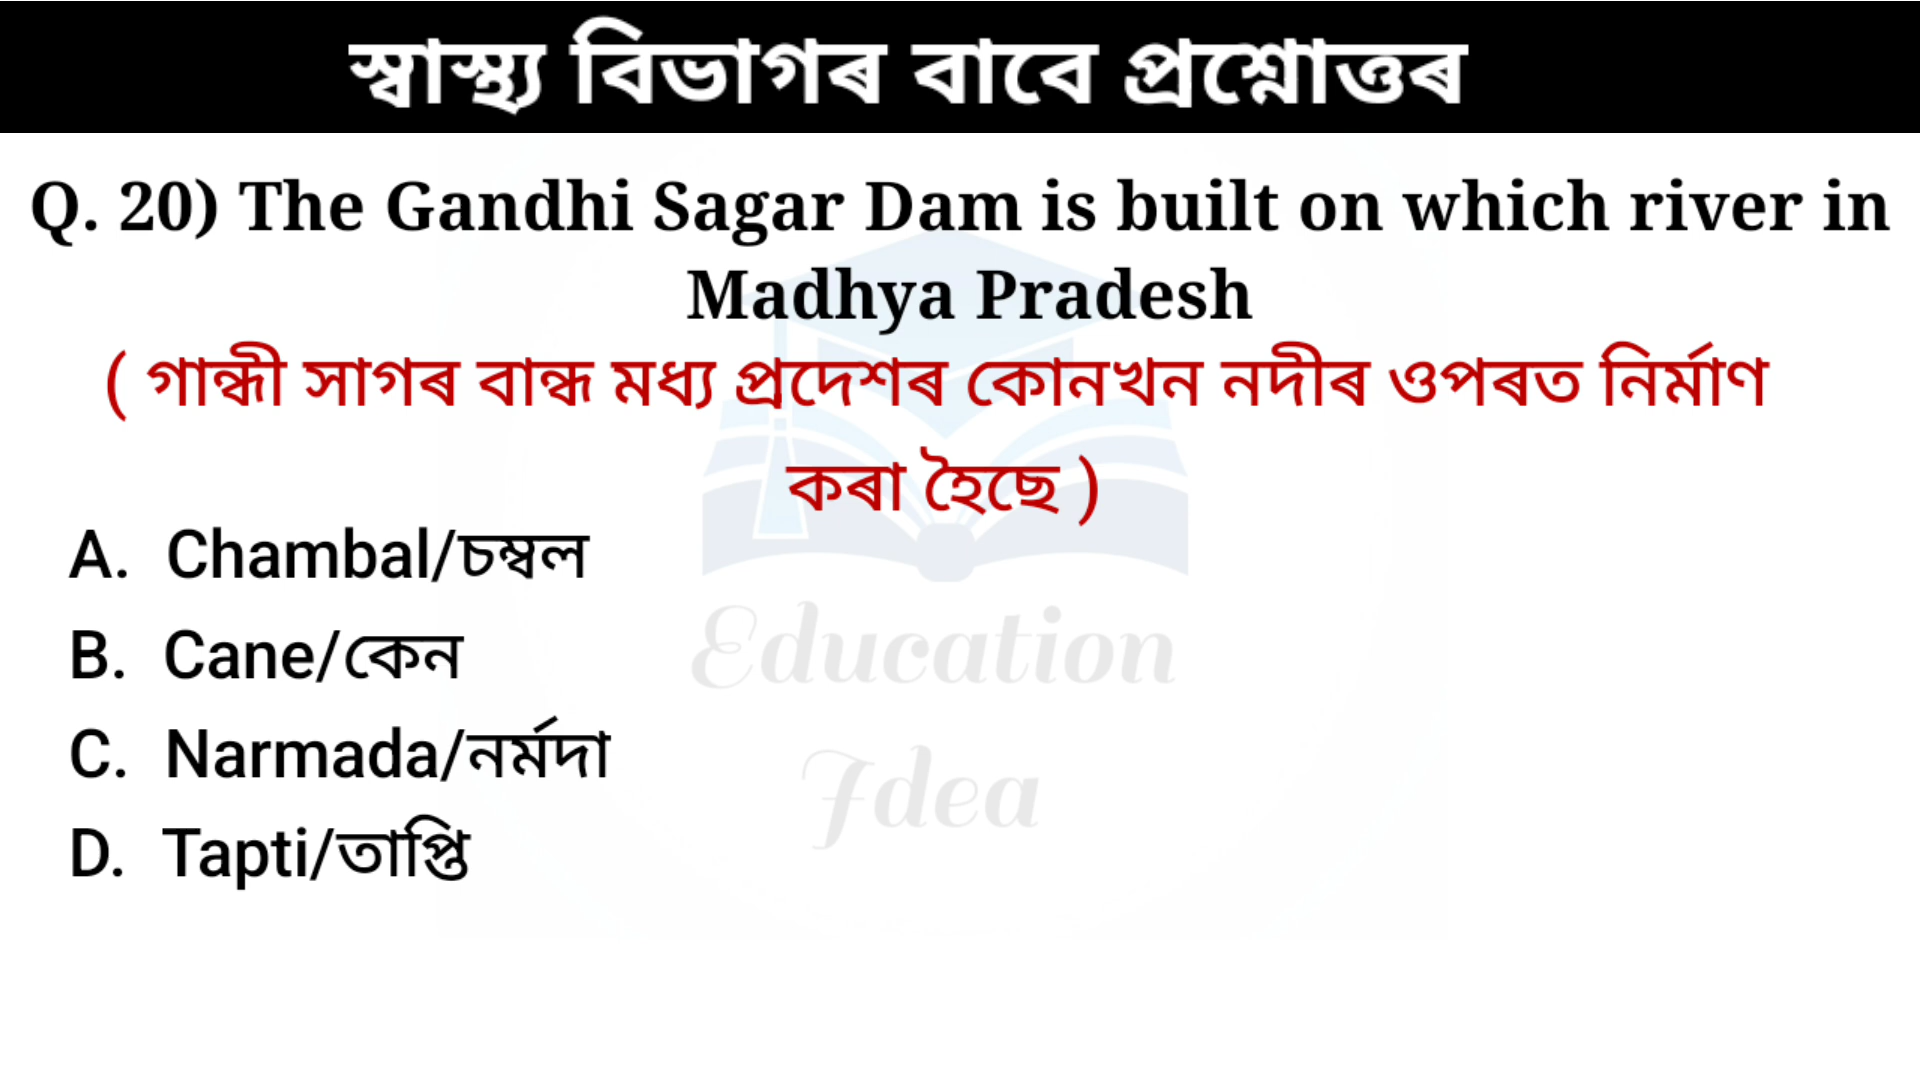 স্বাস্থ্য বিভাগৰ বাবে প্ৰশ্নোত্তৰ
Q. 20) The Gandhi Sagar Dam is built on which river in
Madhya Pradesh
( গান্ধী সাগৰ বান্ধ মধ্য প্ৰদেশৰ কোনখন নদীৰ ওপৰত নিৰ্মাণ
কৰা হৈছে )
A. Chambal/চম্বল
B. Cane/কেন
C. Narmada/নৰ্মদা
D. Tapti/তাপ্তি
Education
Idea